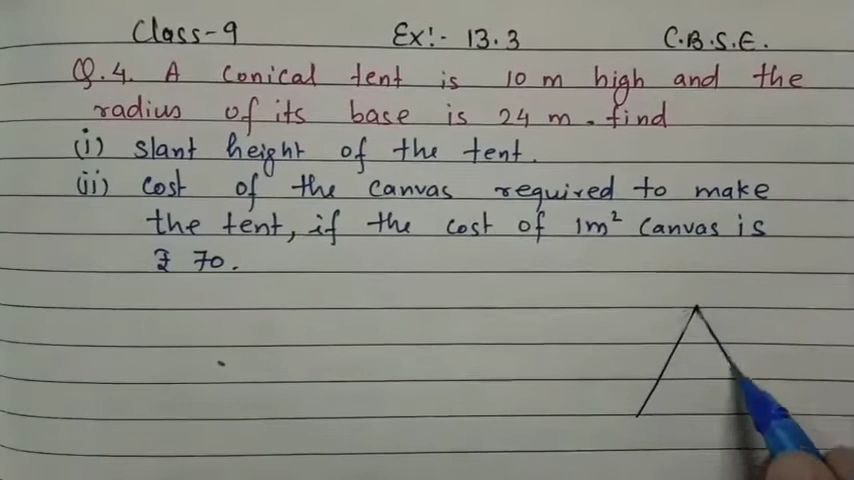 Class-9 Ex:- 13.3 C.B.S.E.
Q.4. A conical tent is 10 m high and the
radius of its base is 24 m. find
(i) slant height of the tent.
(ii) cost of the canvas required to make
the tent, if the cost of 1m² canvas is
₹ 70.